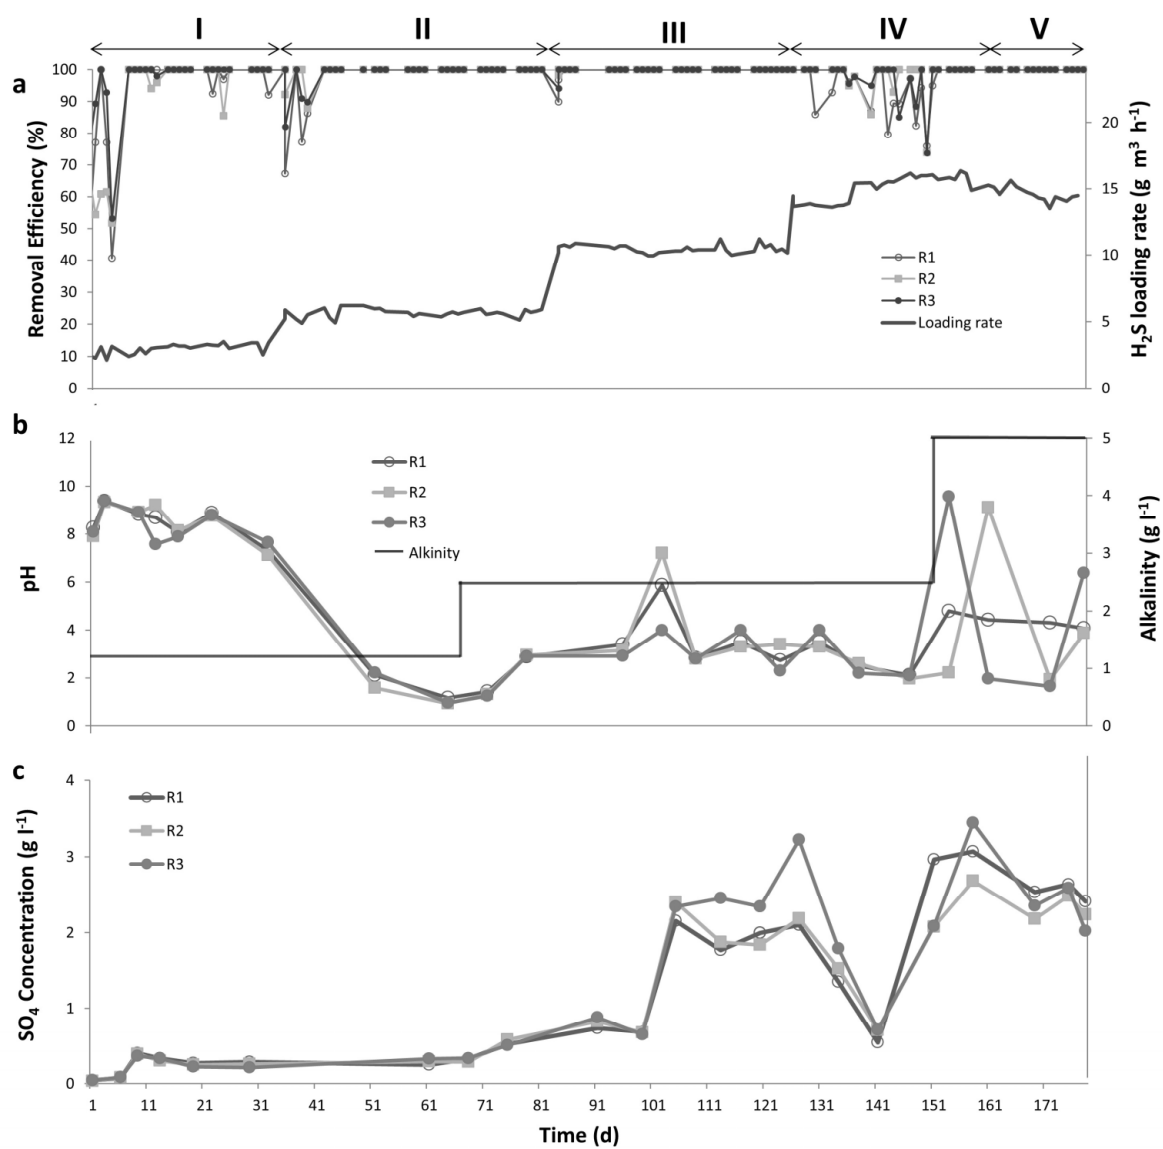 I II III IV V
a
Removal Efficiency (%)
100
90
80
70
60
50
40
30
20
10
0
20
15
10
5
0
H2S loading rate (g m³ h⁻¹)
R1
R2
R3
Loading rate
b
pH
12
10
8
6
4
2
0
R1
R2
R3
Alkinity
5
4
3
2
1
0
Alkalinity (g l⁻¹)
c
SO4 Concentration (g l⁻¹)
4
3
2
1
0
R1
R2
R3
1 11 21 31 41 51 61 71 81 91 101 111 121 131 141 151 161 171
Time (d)